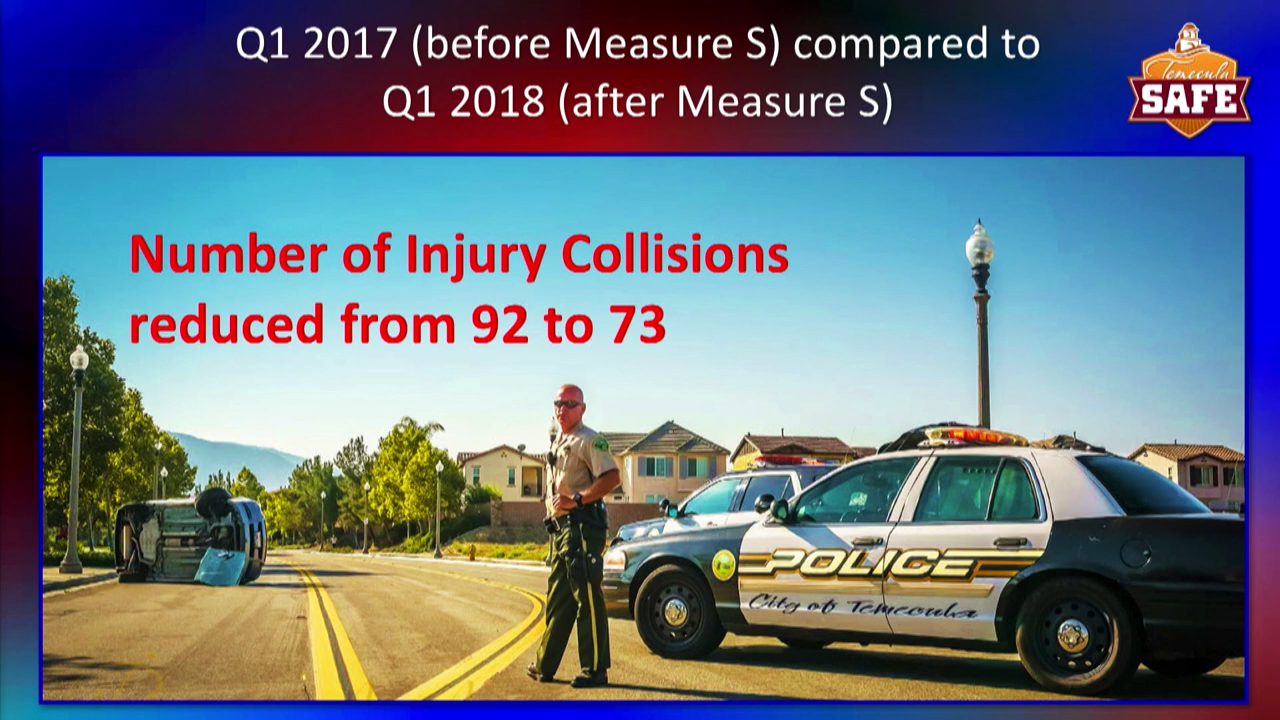 Q1 2017 (before Measure S) compared to
Q1 2018 (after Measure S)
Temecula
SAFE
Number of Injury Collisions
reduced from 92 to 73
POLICE
City of Temecula